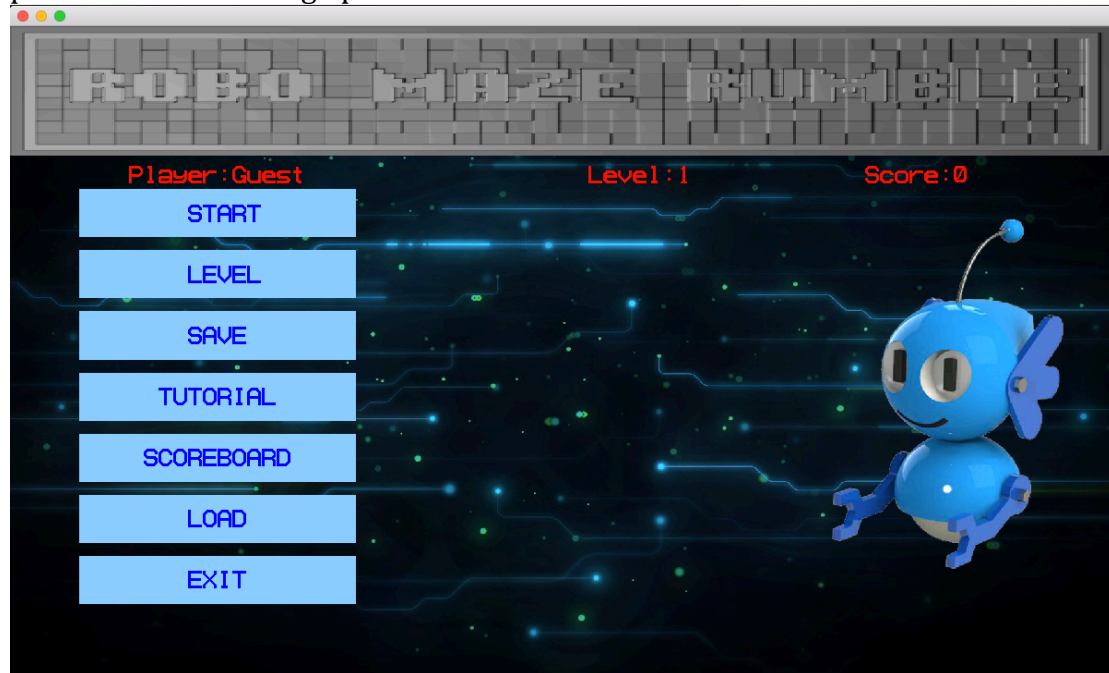 ROBO MAZE RUMBLE
Player:Guest Level:1 Score:0
START
LEVEL
SAVE
TUTORIAL
SCOREBOARD
LOAD
EXIT